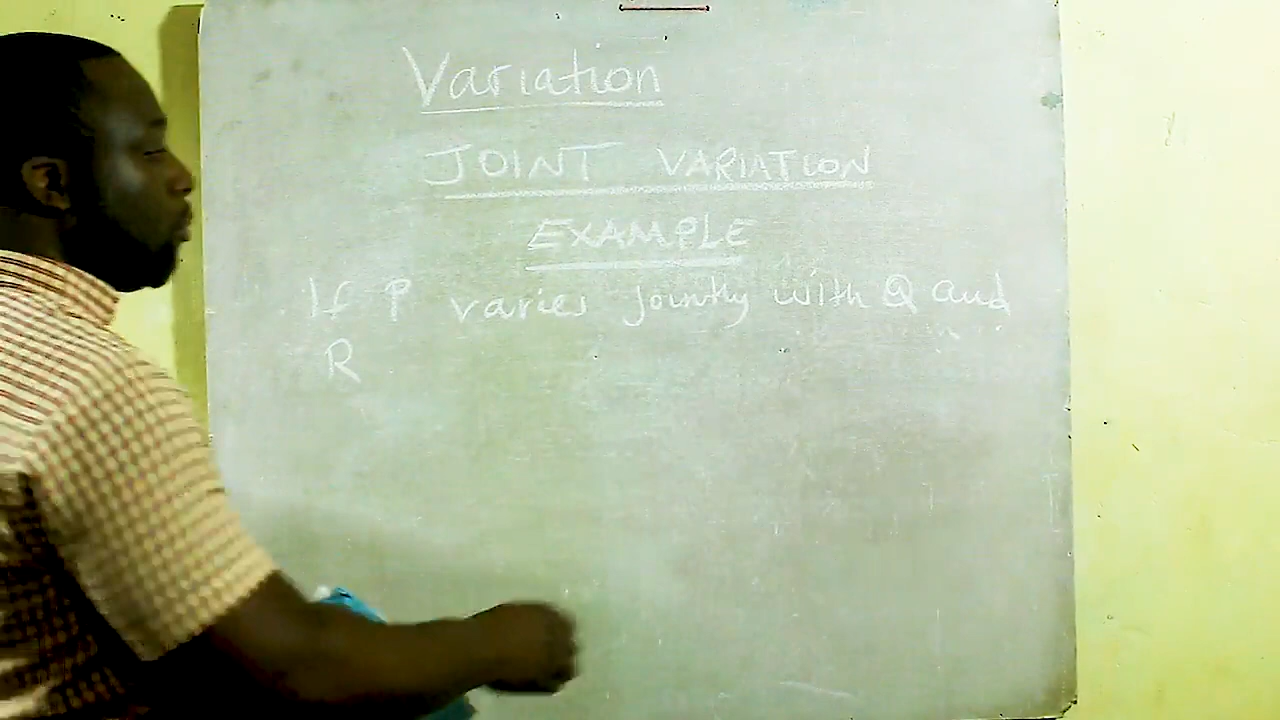 Variation
JOINT VARIATION
EXAMPLE
If P varies Jointly with Q and
R